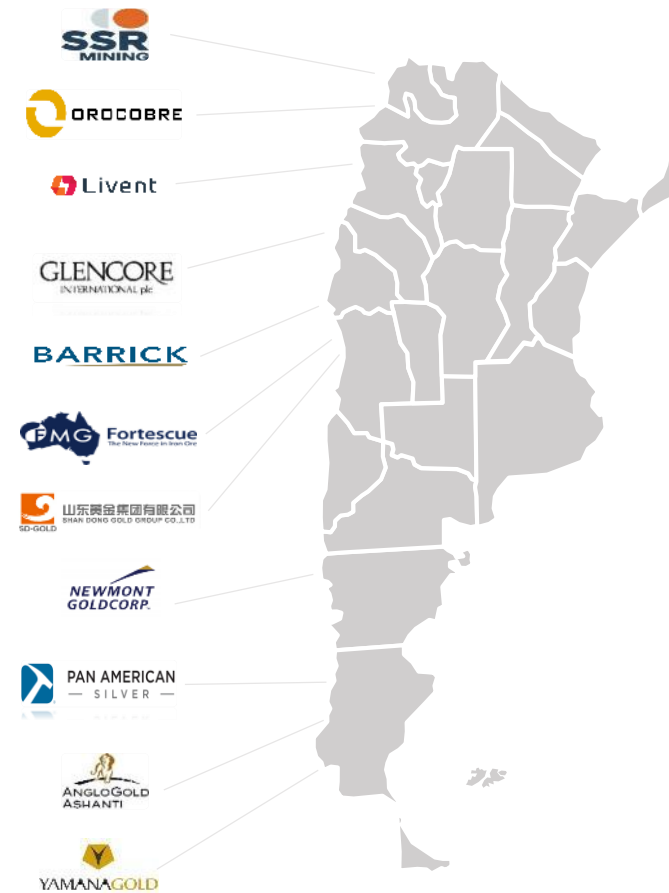 SSR
MINING
OROCOBRE
Livent
GLENCORE
INTERNATIONAL plc
BARRICK
FMG Fortescue
The New Force in Iron Ore
山东黄金集团有限公司
SHAN DONG GOLD GROUP CO.,LTD
SD-GOLD
NEWMONT
GOLDCORP.
PAN AMERICAN
— SILVER —
ANGLOGOLD
ASHANTI
YAMANAGOLD